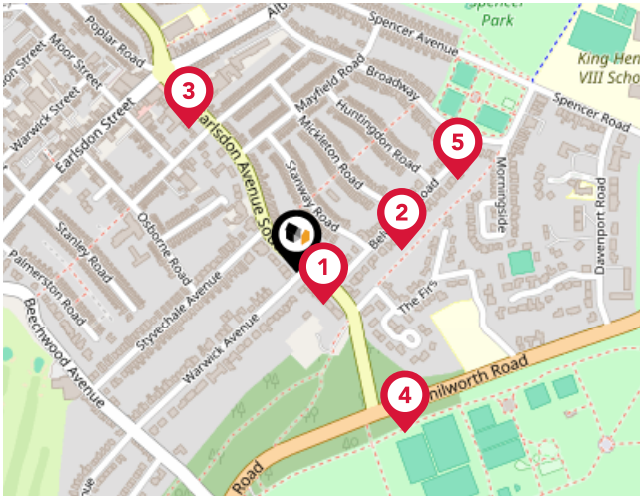 Spencer
Park
Spencer Avenue
King Hen
VIII Scho
Poplar Road
Moor Street
Broadway
Mayfield Road
Spencer Road
Warwick Street
3
Huntingdon Road
Earlsdon Street
Earlsdon Avenue Sou
Mickleton Road
5
Stanway Road
Morningside
2
Davenport Road
Osborne Road
Stanley Road
1
Palmerston Road
The Firs
Styvechale Avenue
Beechwood Avenue
Warwick Avenue
4
nilworth Road
Road